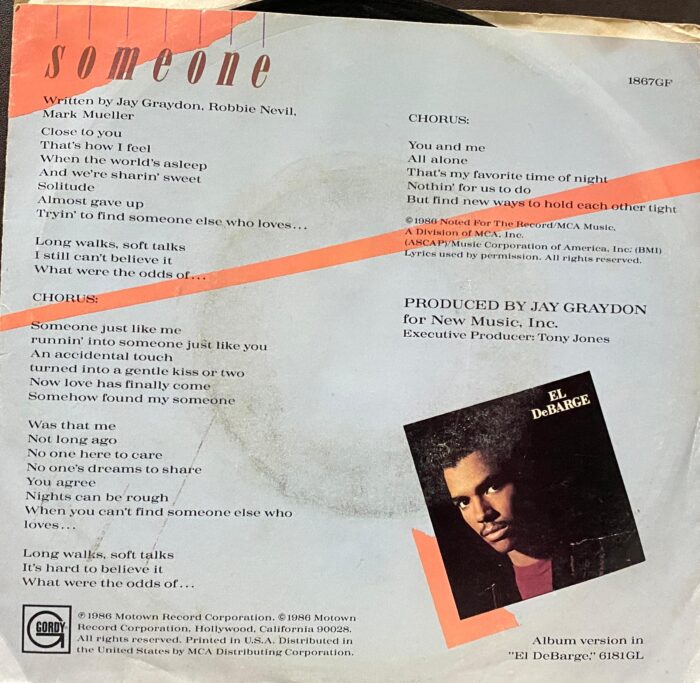 someone
Written by Jay Graydon, Robbie Nevil,
Mark Mueller
Close to you
That's how I feel
When the world's asleep
And we're sharin' sweet
Solitude
Almost gave up
Tryin' to find someone else who loves...
Long walks, soft talks
I still can't believe it
What were the odds of...
CHORUS:
Someone just like me
runnin' into someone just like you
An accidental touch
turned into a gentle kiss or two
Now love has finally come
Somehow found my someone
Was that me
Not long ago
No one here to care
No one's dreams to share
You agree
Nights can be rough
When you can't find someone else who
loves...
Long walks, soft talks
It's hard to believe it
What were the odds of...
GORDY
℗1986 Motown Record Corporation. ©1986 Motown
Record Corporation, Hollywood, California 90028.
All rights reserved. Printed in U.S.A. Distributed in
the United States by MCA Distributing Corporation.
1867GF
CHORUS:
You and me
All alone
That's my favorite time of night
Nothin' for us to do
But find new ways to hold each other tight
©1986 Noted For The Record/MCA Music,
A Division of MCA, Inc.
(ASCAP)/Music Corporation of America, Inc. (BMI)
Lyrics used by permission. All rights reserved.
PRODUCED BY JAY GRAYDON
for New Music, Inc.
Executive Producer: Tony Jones
EL
DeBARGE
Album version in
"El DeBarge," 6181GL